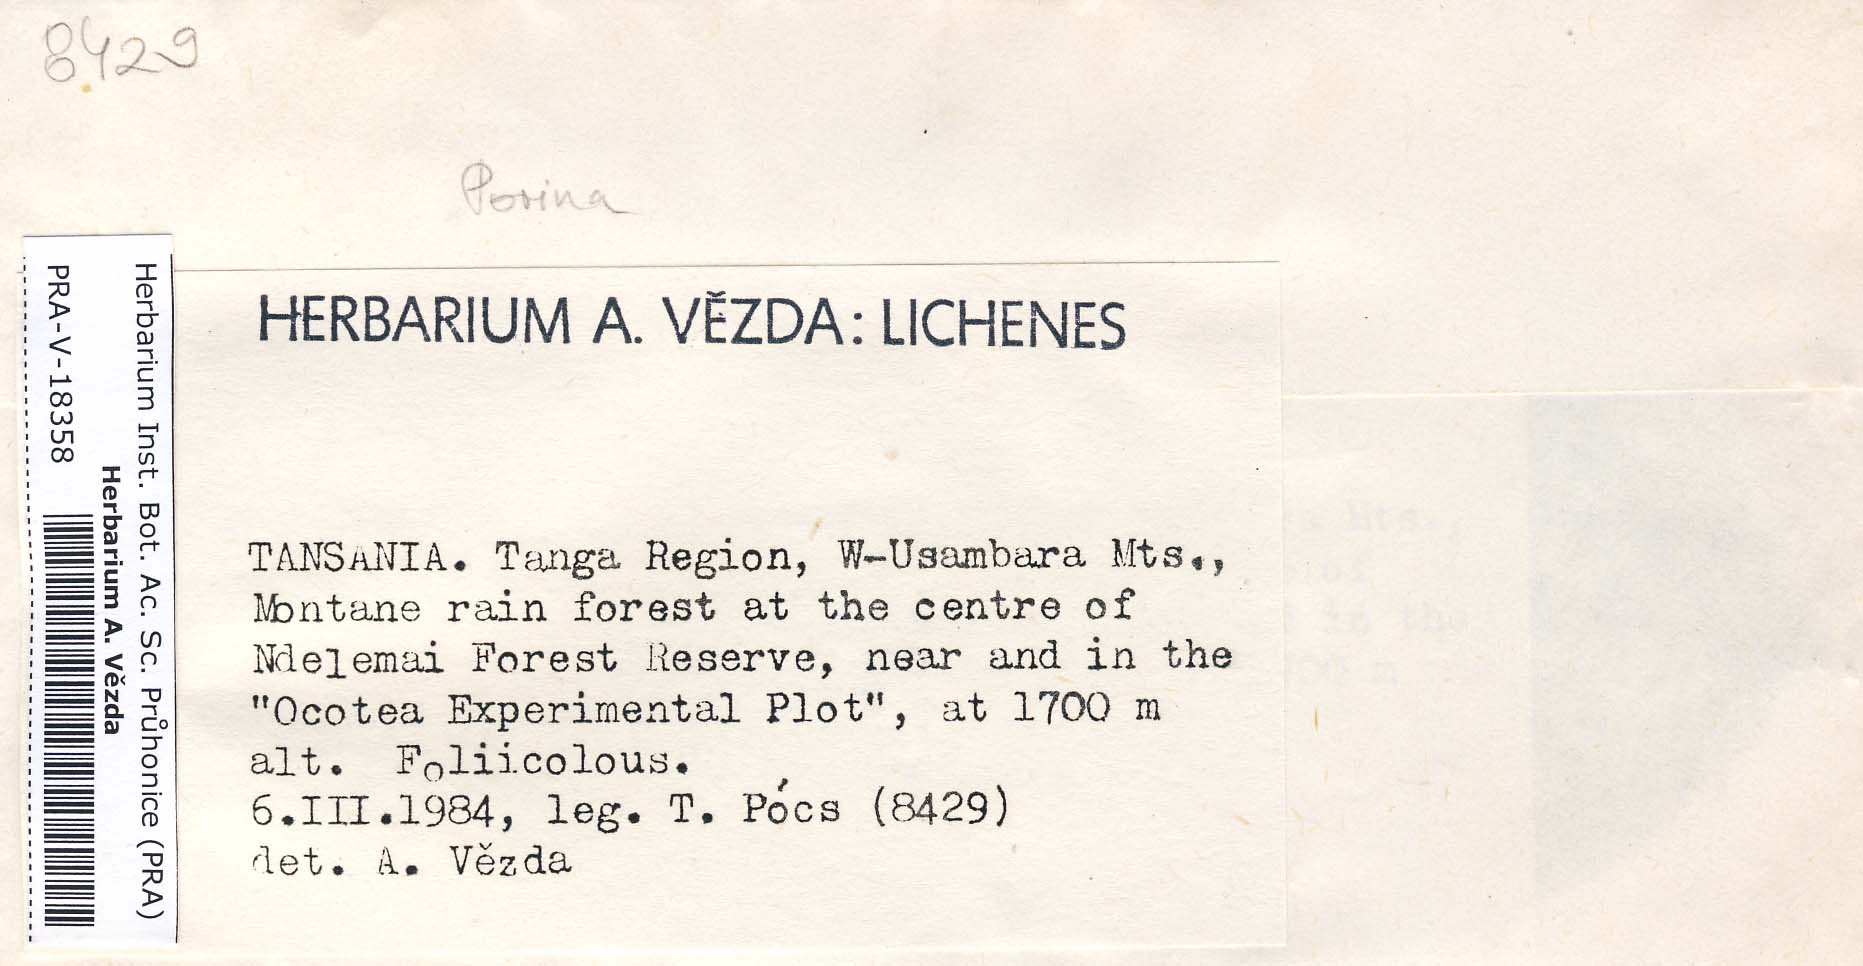 8429
Porina
HERBARIUM A. VĚZDA: LICHENES
TANSANIA. Tanga Region, W-Usambara Mts.,
Montane rain forest at the centre of
Ndelemai Forest Reserve, near and in the
"Ocotea Experimental Plot", at 1700 m
alt. Foliicolous.
6.III.1984, leg. T. Pócs (8429)
det. A. Vězda
Herbarium Inst. Bot. Ac. Sc. Průhonice (PRA)
Herbarium A. Vězda
PRA-V-18358